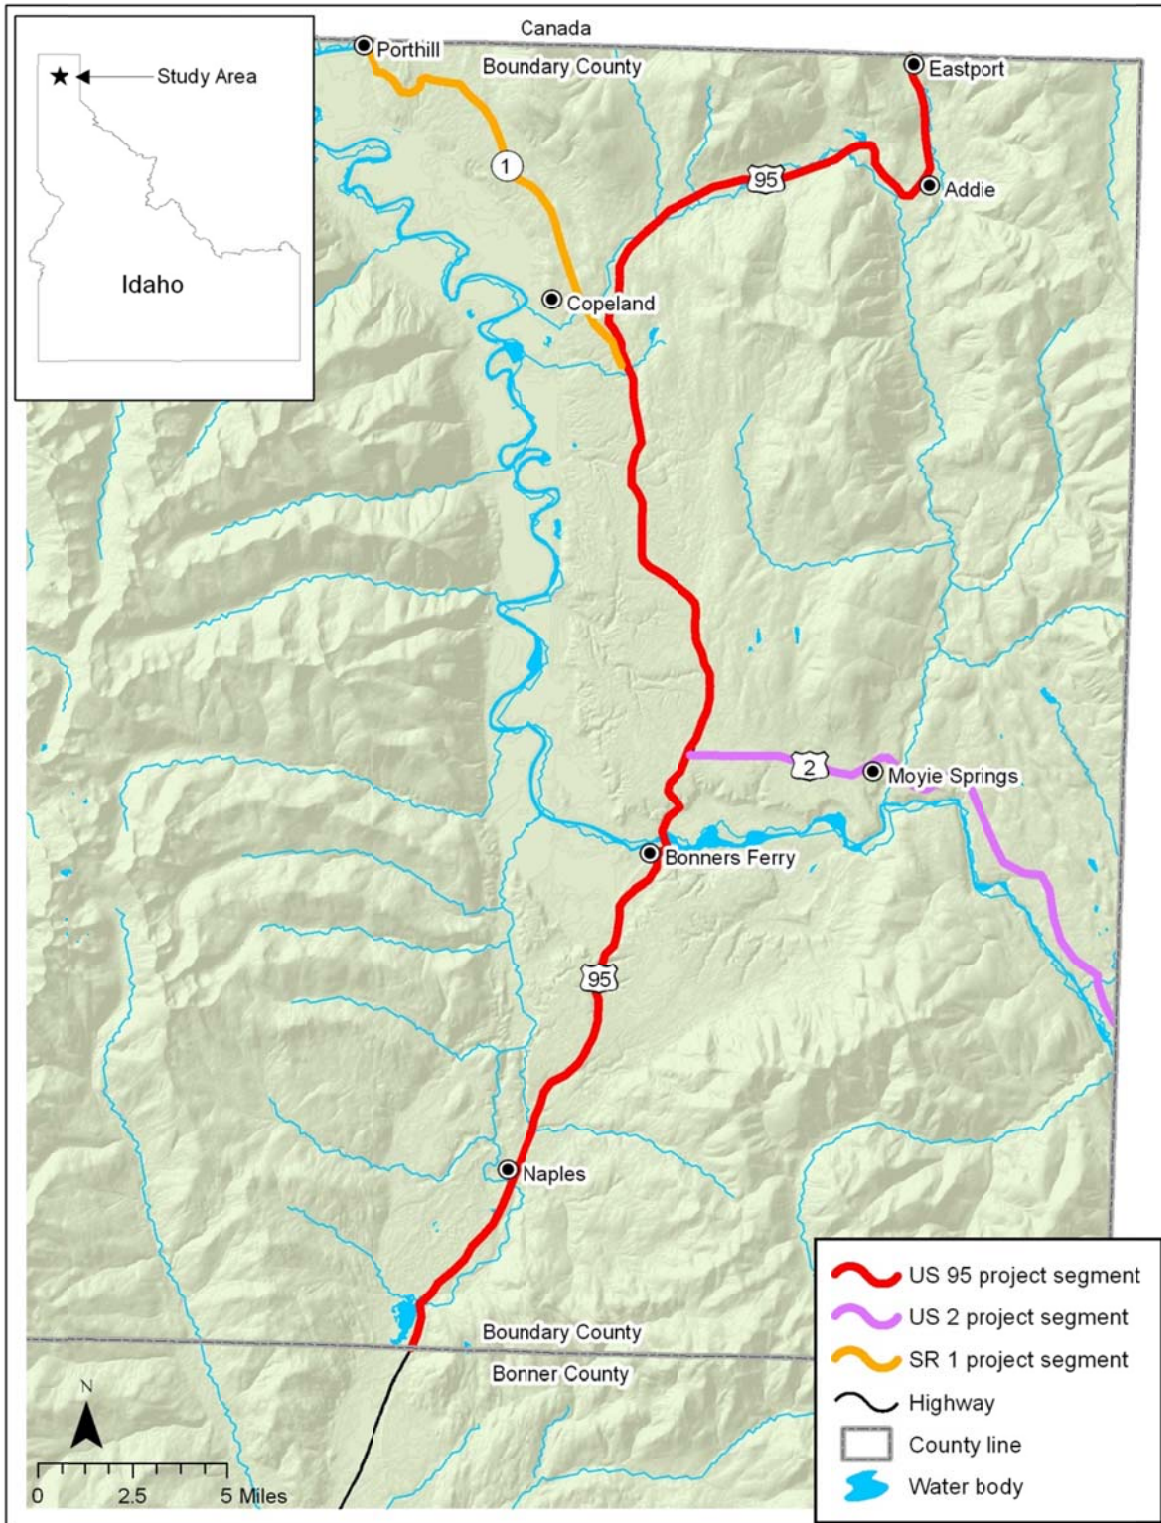 Canada
Porthill
Boundary County
Eastport
Study Area
1
95
Addie
Idaho
Copeland
2
Moyie Springs
Bonners Ferry
95
Naples
Boundary County
Bonner County
US 95 project segment
US 2 project segment
SR 1 project segment
Highway
County line
Water body
N
0 2.5 5 Miles